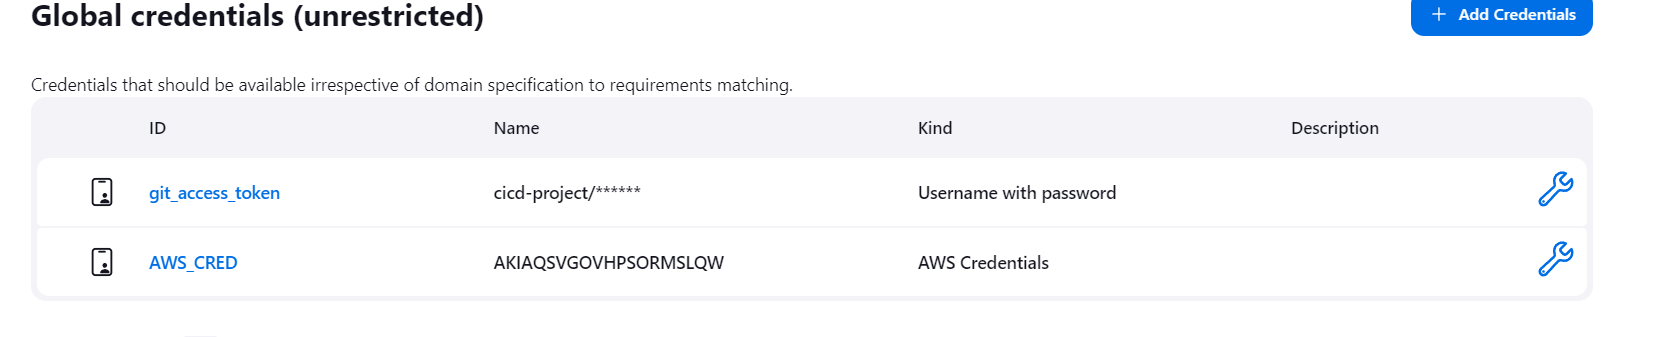 Global credentials (unrestricted)
+ Add Credentials
Credentials that should be available irrespective of domain specification to requirements matching.
ID Name Kind Description
git_access_token cicd-project/****** Username with password
AWS_CRED AKIAQSVGOVHPSORMSLQW AWS Credentials